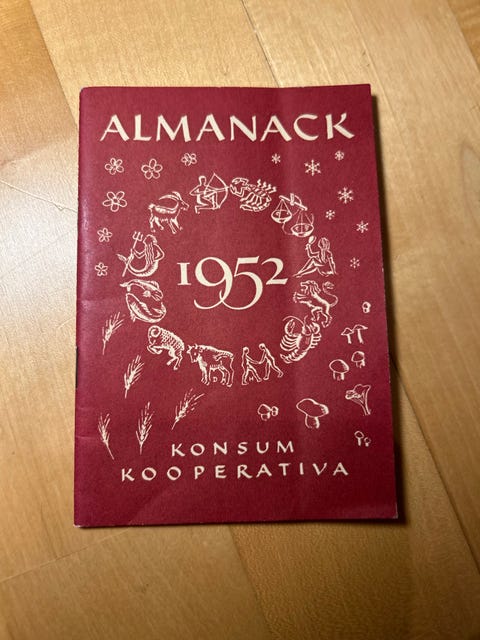 ALMANACK
1952
KONSUM
KOOPERATIVA